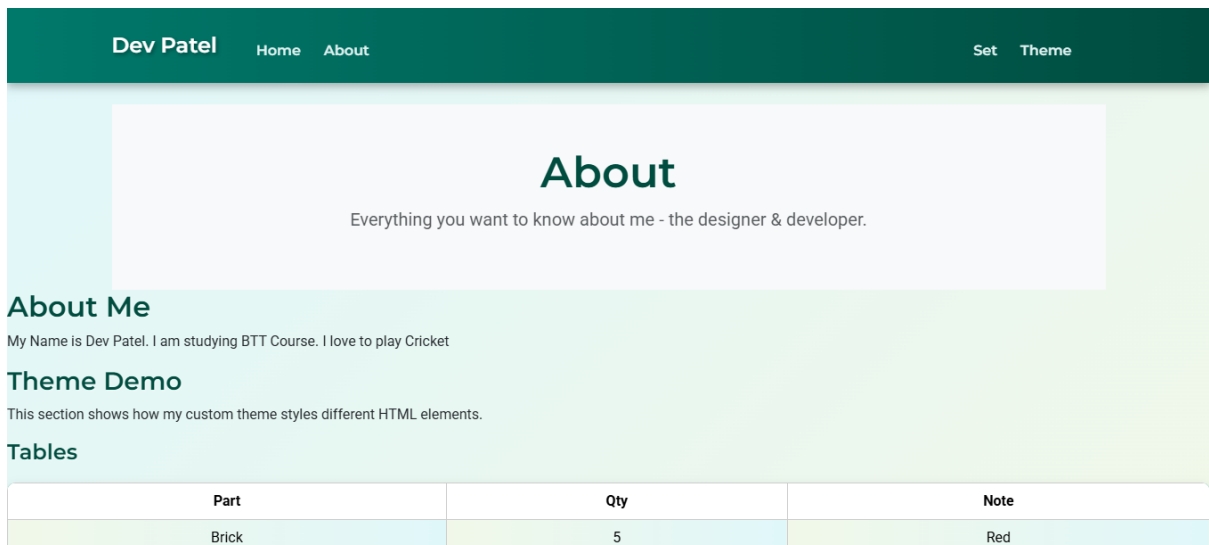 Dev Patel Home About Set Theme
About
Everything you want to know about me - the designer & developer.
About Me
My Name is Dev Patel. I am studying BTT Course. I love to play Cricket
Theme Demo
This section shows how my custom theme styles different HTML elements.
Tables
Part Qty Note
Brick 5 Red